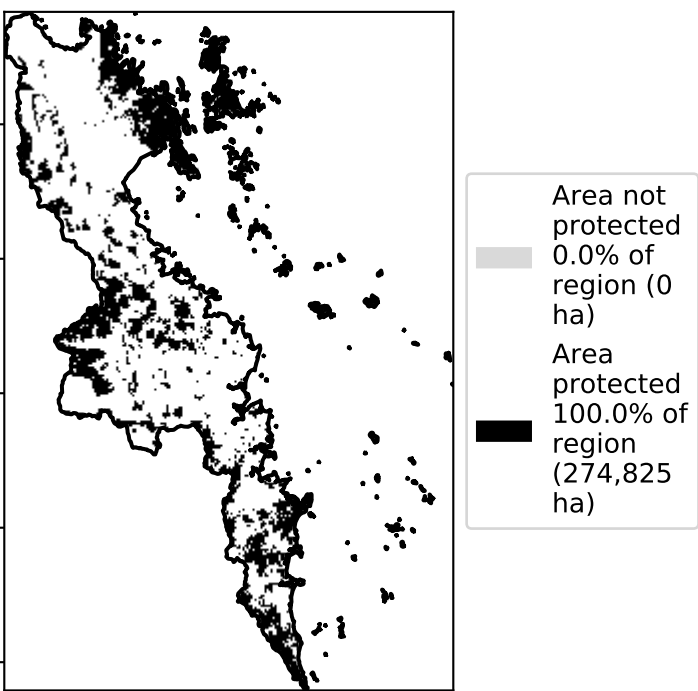 Area not
protected
0.0% of
region (0
ha)
Area
protected
100.0% of
region
(274,825
ha)